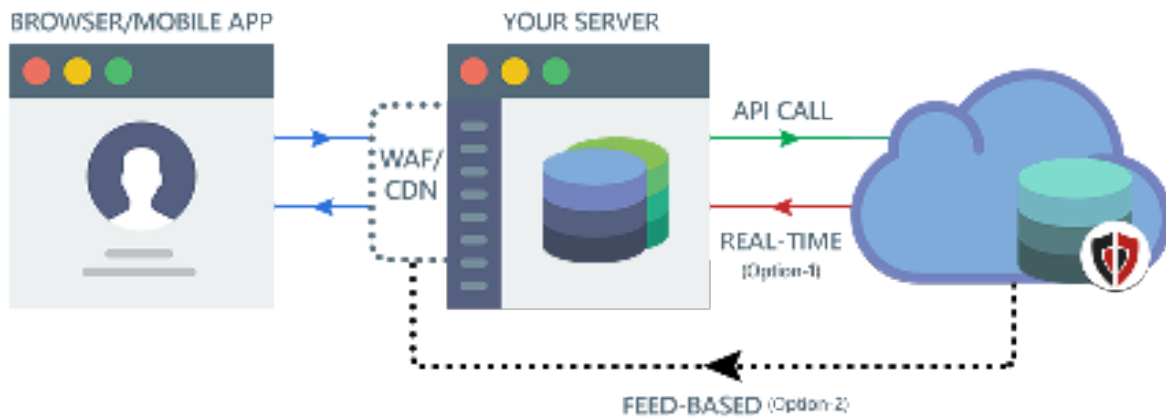 BROWSER/MOBILE APP
YOUR SERVER
WAF/
CDN
API CALL
REAL-TIME
(Option-1)
FEED-BASED (Option-2)